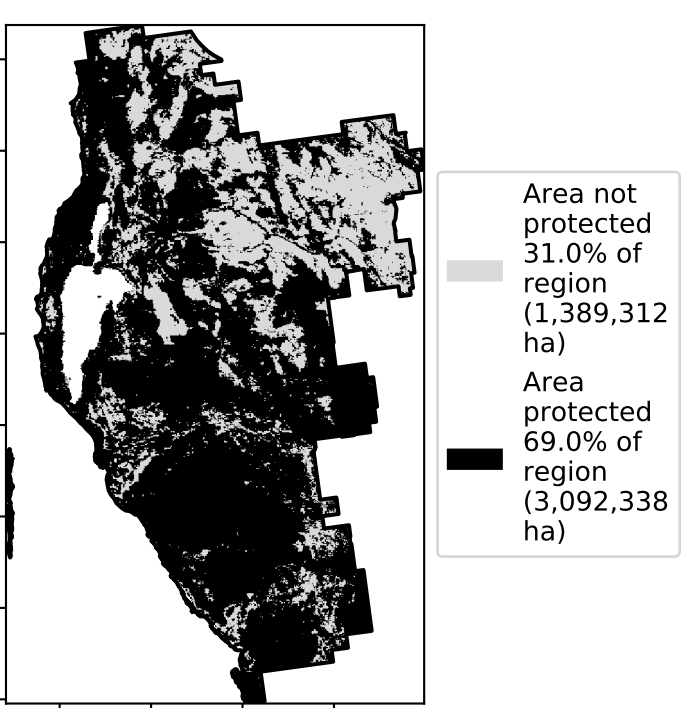 Area not
protected
31.0% of
region
(1,389,312
ha)
Area
protected
69.0% of
region
(3,092,338
ha)